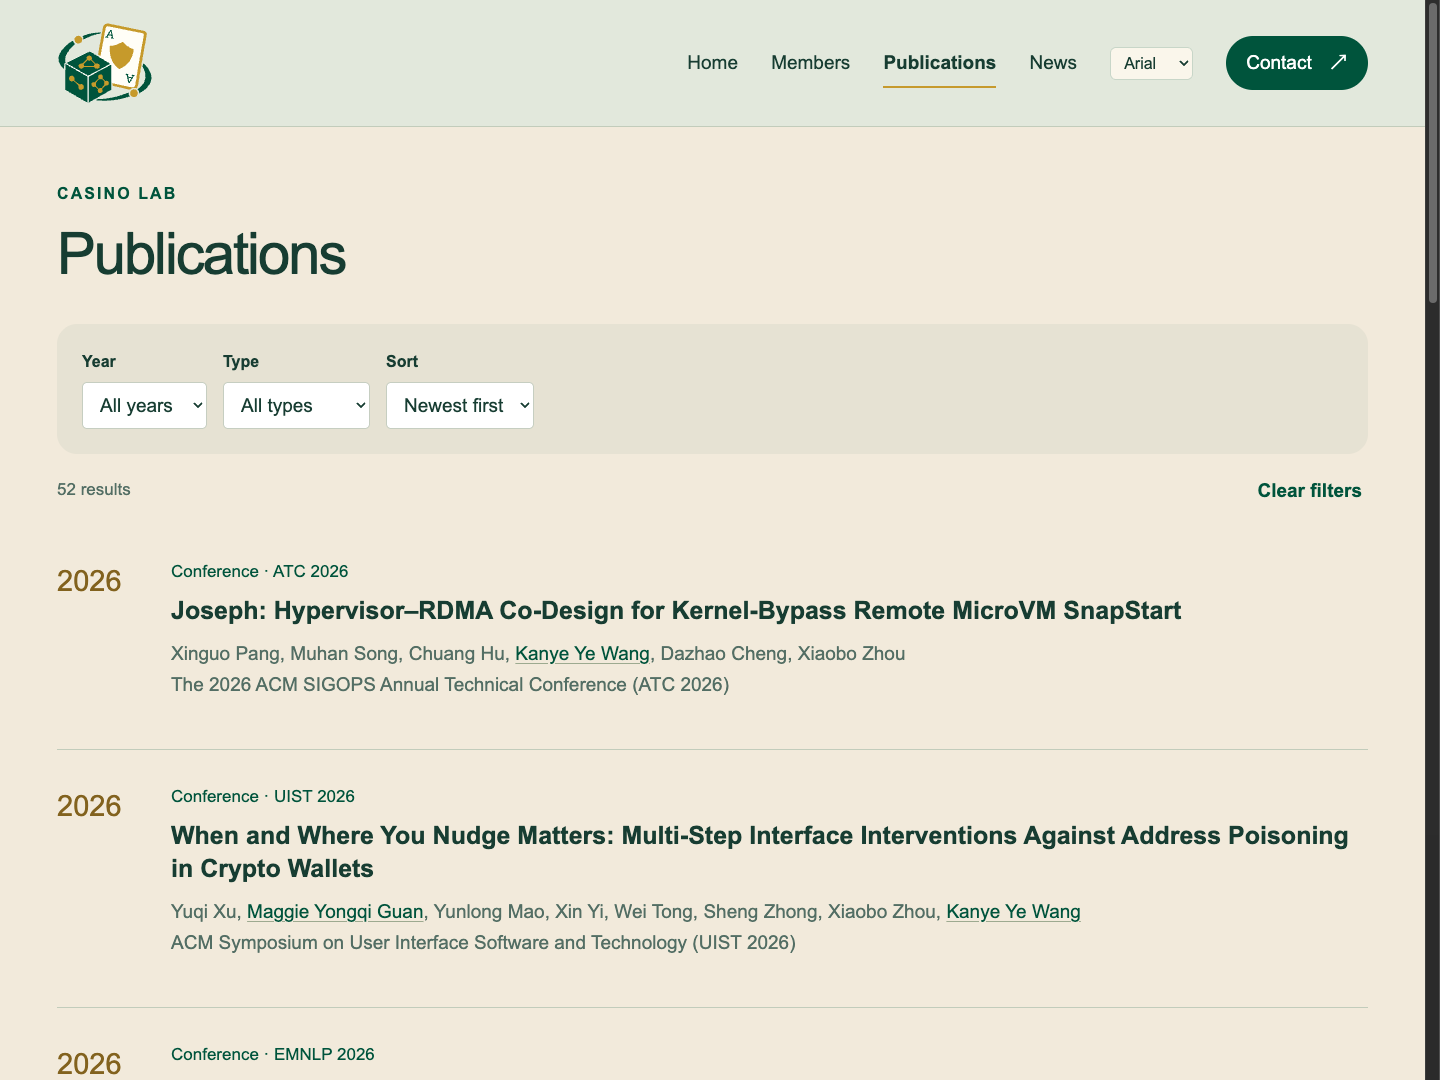 A
A
Home
Members
Publications
News
Arial
Contact ↗
CASINO LAB
Publications
Year
Type
Sort
All years
All types
Newest first
52 results
Clear filters
2026
Conference · ATC 2026
Joseph: Hypervisor–RDMA Co-Design for Kernel-Bypass Remote MicroVM SnapStart
Xinguo Pang, Muhan Song, Chuang Hu, Kanye Ye Wang, Dazhao Cheng, Xiaobo Zhou
The 2026 ACM SIGOPS Annual Technical Conference (ATC 2026)
2026
Conference · UIST 2026
When and Where You Nudge Matters: Multi-Step Interface Interventions Against Address Poisoning
in Crypto Wallets
Yuqi Xu, Maggie Yongqi Guan, Yunlong Mao, Xin Yi, Wei Tong, Sheng Zhong, Xiaobo Zhou, Kanye Ye Wang
ACM Symposium on User Interface Software and Technology (UIST 2026)
2026
Conference · EMNLP 2026